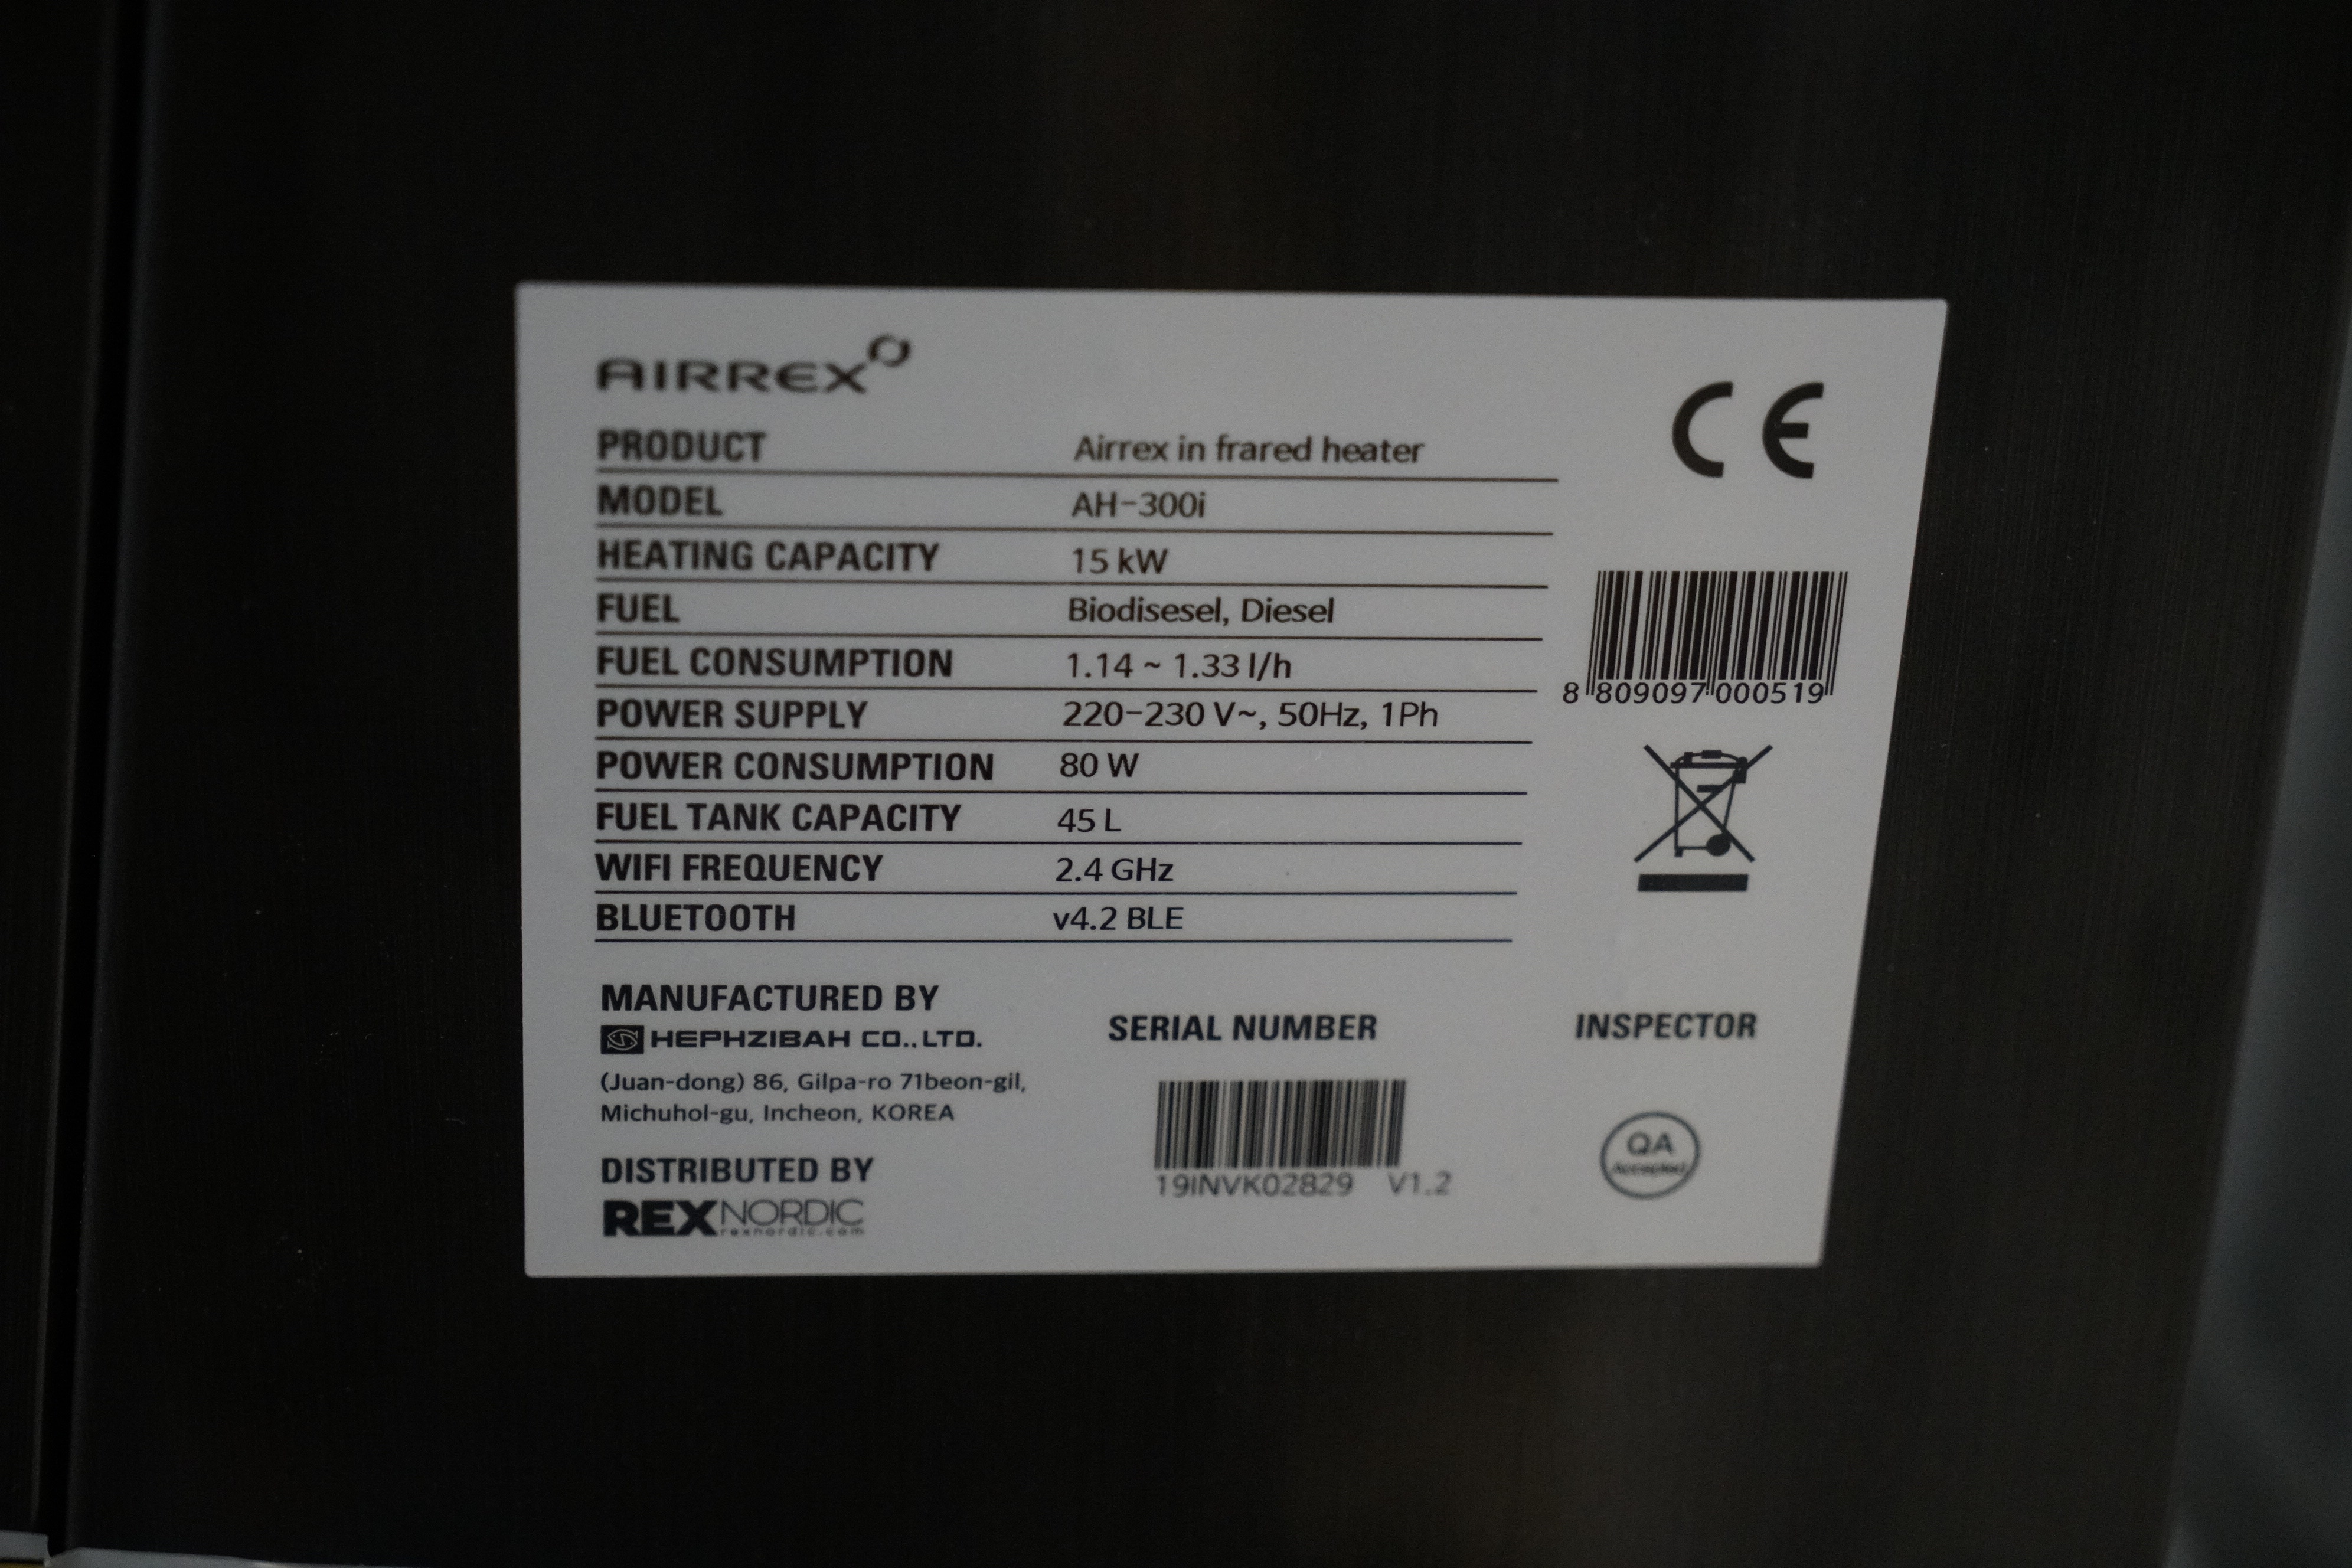 AIRREX
PRODUCT Airrex in frared heater
MODEL AH-300i
HEATING CAPACITY 15 kW
FUEL Biodisesel, Diesel
FUEL CONSUMPTION 1.14 ~ 1.33 l/h
POWER SUPPLY 220-230 V~, 50Hz, 1Ph
POWER CONSUMPTION 80 W
FUEL TANK CAPACITY 45 L
WIFI FREQUENCY 2.4 GHz
BLUETOOTH v4.2 BLE
CE
8 809097 000519
MANUFACTURED BY
HEPHZIBAH CO.,LTD.
(Juan-dong) 86, Gilpa-ro 71beon-gil,
Michuhol-gu, Incheon, KOREA
DISTRIBUTED BY
REXNORDIC
rexnordic.com
SERIAL NUMBER
19INVK02829 V1.2
INSPECTOR
QA
Accepted